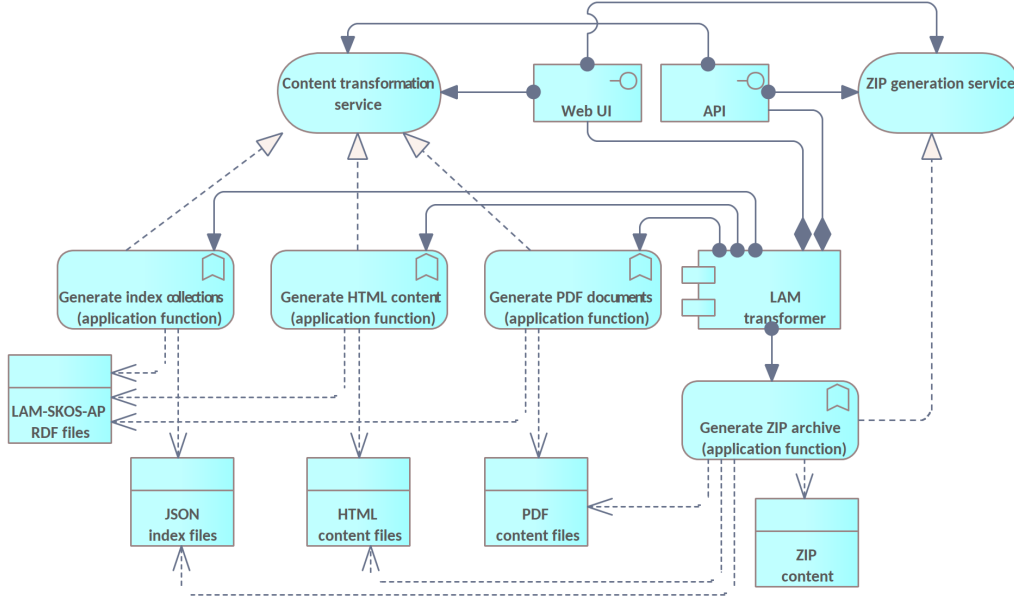 Content transformation
service
Web UI
API
ZIP generation service
Generate index collections
(application function)
Generate HTML content
(application function)
Generate PDF documents
(application function)
LAM
transformer
LAM-SKOS-AP
RDF files
Generate ZIP archive
(application function)
JSON
index files
HTML
content files
PDF
content files
ZIP
content